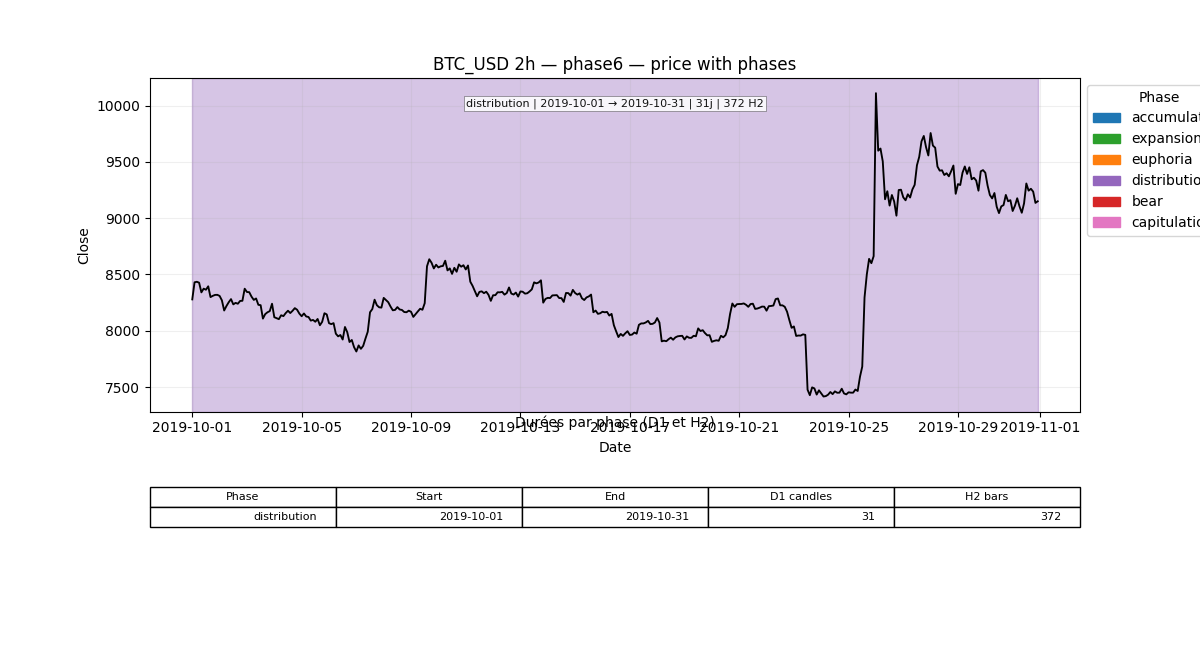 BTC_USD 2h — phase6 — price with phases
distribution | 2019-10-01 → 2019-10-31 | 31j | 372 H2
Close
10000
9500
9000
8500
8000
7500
Phase
accumulat
expansion
euphoria
distributio
bear
capitulatio
Durées par phase (D1 et H2)
2019-10-01 2019-10-05 2019-10-09 2019-10-13 2019-10-17 2019-10-21 2019-10-25 2019-10-29 2019-11-01
Date
Phase Start End D1 candles H2 bars
distribution 2019-10-01 2019-10-31 31 372